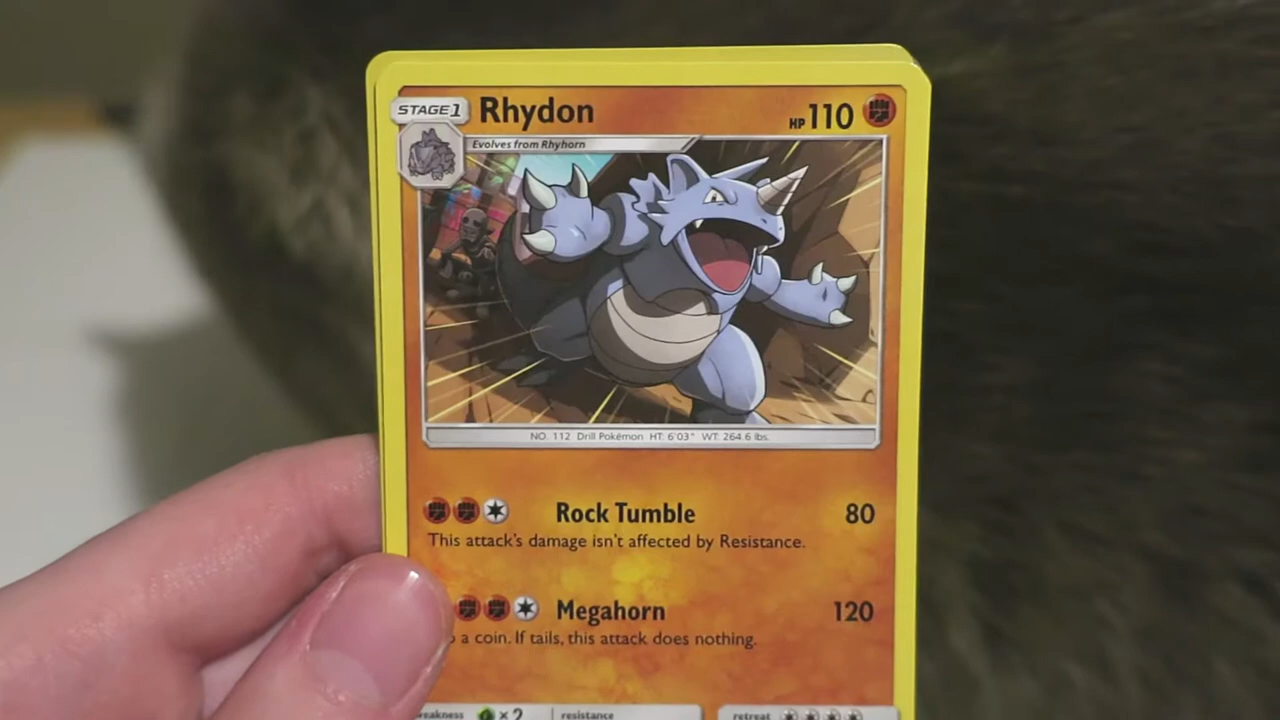 STAGE 1 Rhydon HP 110
Evolves from Rhyhorn
NO. 112 Drill Pokémon HT: 6'03" WT: 264.6 lbs.
Rock Tumble 80
This attack's damage isn't affected by Resistance.
Megahorn 120
a coin. If tails, this attack does nothing.
weakness ×2 resistance retreat